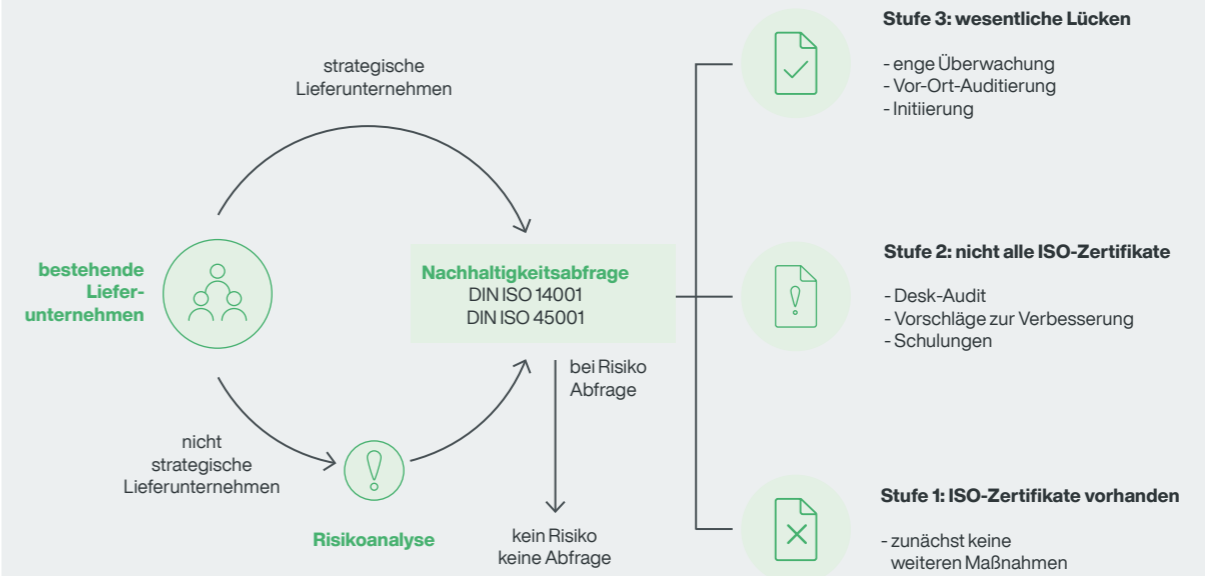 strategische
Lieferunternehmen
bestehende
Liefer-
unternehmen
nicht
strategische
Lieferunternehmen
Risikoanalyse
Nachhaltigkeitsabfrage
DIN ISO 14001
DIN ISO 45001
bei Risiko
Abfrage
kein Risiko
keine Abfrage
Stufe 3: wesentliche Lücken
- enge Überwachung
- Vor-Ort-Auditierung
- Initiierung
Stufe 2: nicht alle ISO-Zertifikate
- Desk-Audit
- Vorschläge zur Verbesserung
- Schulungen
Stufe 1: ISO-Zertifikate vorhanden
- zunächst keine
weiteren Maßnahmen